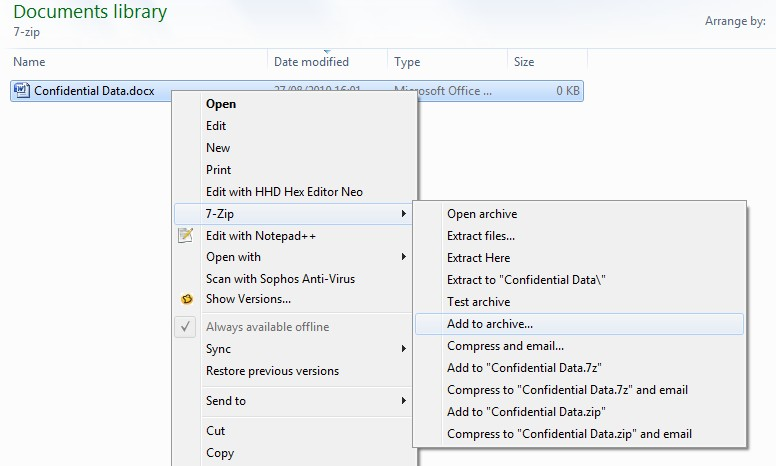 Documents library
7-zip
Arrange by:
Name Date modified Type Size
Confidential Data.docx 27/08/2010 16:01 Microsoft Office ... 0 KB
Open
Edit
New
Print
Edit with HHD Hex Editor Neo
7-Zip
Edit with Notepad++
Open with
Scan with Sophos Anti-Virus
Show Versions...
Always available offline
Sync
Restore previous versions
Send to
Cut
Copy
Open archive
Extract files...
Extract Here
Extract to "Confidential Data\"
Test archive
Add to archive...
Compress and email...
Add to "Confidential Data.7z"
Compress to "Confidential Data.7z" and email
Add to "Confidential Data.zip"
Compress to "Confidential Data.zip" and email